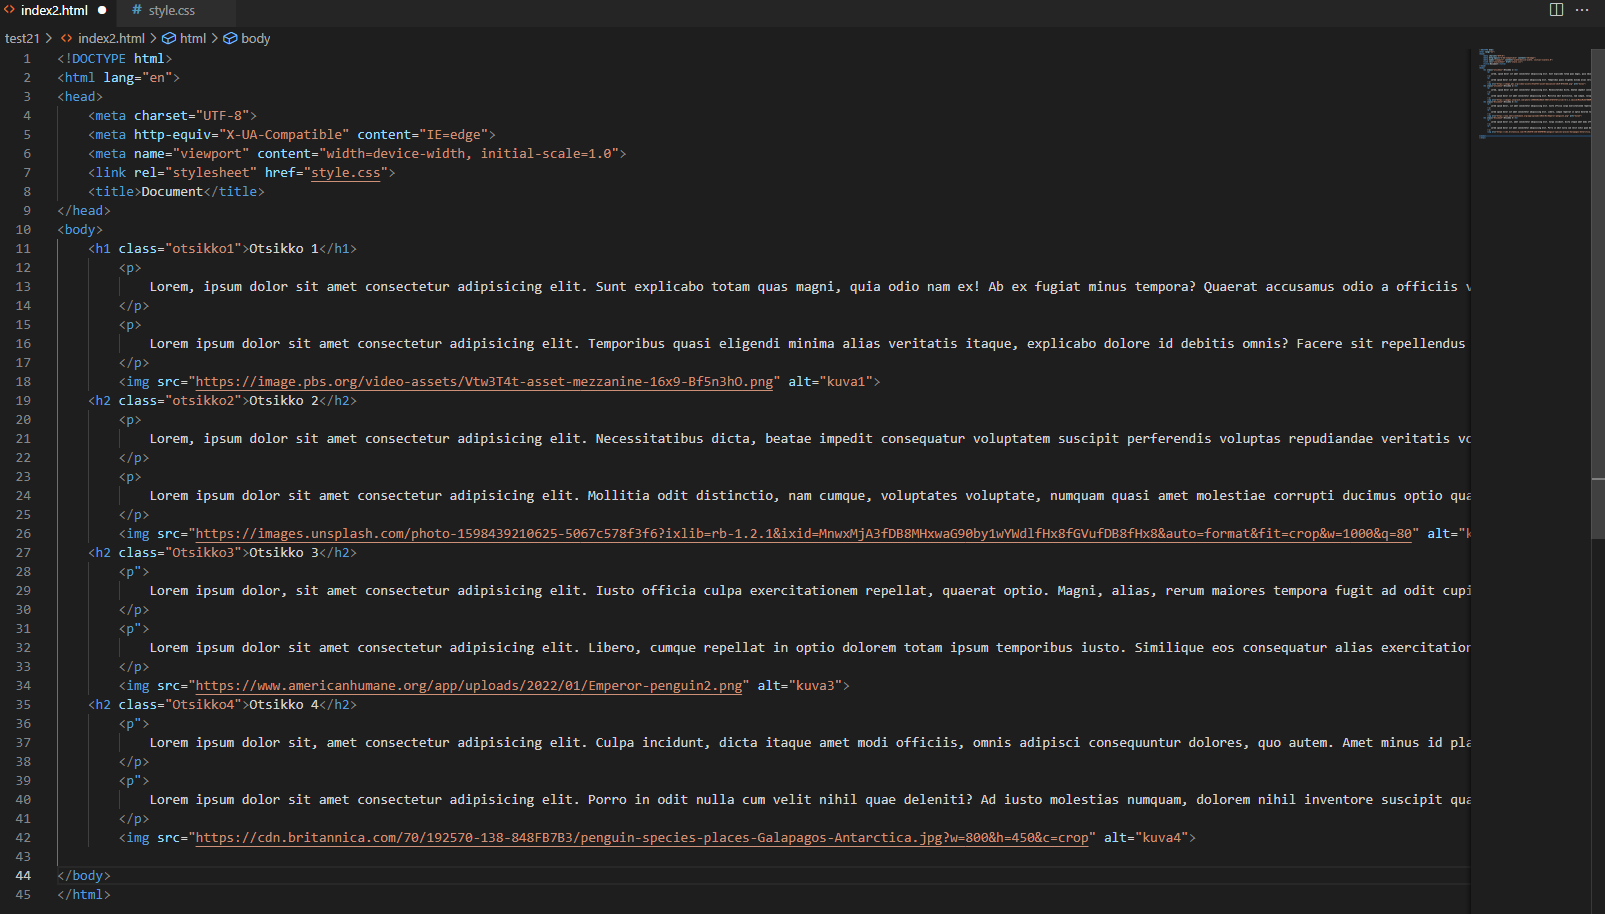 index2.html
# style.css
test21 > index2.html > html > body
1 <!DOCTYPE html>
2 <html lang="en">
3 <head>
4 <meta charset="UTF-8">
5 <meta http-equiv="X-UA-Compatible" content="IE=edge">
6 <meta name="viewport" content="width=device-width, initial-scale=1.0">
7 <link rel="stylesheet" href="style.css">
8 <title>Document</title>
9 </head>
10 <body>
11 <h1 class="otsikko1">Otsikko 1</h1>
12 <p>
13 Lorem, ipsum dolor sit amet consectetur adipisicing elit. Sunt explicabo totam quas magni, quia odio nam ex! Ab ex fugiat minus tempora? Quaerat accusamus odio a officiis v
14 </p>
15 <p>
16 Lorem ipsum dolor sit amet consectetur adipisicing elit. Temporibus quasi eligendi minima alias veritatis itaque, explicabo dolore id debitis omnis? Facere sit repellendus
17 </p>
18 <img src="https://image.pbs.org/video-assets/Vtw3T4t-asset-mezzanine-16x9-Bf5n3hO.png" alt="kuva1">
19 <h2 class="otsikko2">Otsikko 2</h2>
20 <p>
21 Lorem, ipsum dolor sit amet consectetur adipisicing elit. Necessitatibus dicta, beatae impedit consequatur voluptatem suscipit perferendis voluptas repudiandae veritatis vo
22 </p>
23 <p>
24 Lorem ipsum dolor sit amet consectetur adipisicing elit. Mollitia odit distinctio, nam cumque, voluptates voluptate, numquam quasi amet molestiae corrupti ducimus optio qua
25 </p>
26 <img src="https://images.unsplash.com/photo-1598439210625-5067c578f3f6?ixlib=rb-1.2.1&ixid=MnwxMjA3fDB8MHxwaG90by1wYWdlfHx8fGVufDB8fHx8&auto=format&fit=crop&w=1000&q=80" alt="k
27 <h2 class="Otsikko3">Otsikko 3</h2>
28 <p">
29 Lorem ipsum dolor, sit amet consectetur adipisicing elit. Iusto officia culpa exercitationem repellat, quaerat optio. Magni, alias, rerum maiores tempora fugit ad odit cupi
30 </p>
31 <p">
32 Lorem ipsum dolor sit amet consectetur adipisicing elit. Libero, cumque repellat in optio dolorem totam ipsum temporibus iusto. Similique eos consequatur alias exercitation
33 </p>
34 <img src="https://www.americanhumane.org/app/uploads/2022/01/Emperor-penguin2.png" alt="kuva3">
35 <h2 class="Otsikko4">Otsikko 4</h2>
36 <p">
37 Lorem ipsum dolor sit, amet consectetur adipisicing elit. Culpa incidunt, dicta itaque amet modi officiis, omnis adipisci consequuntur dolores, quo autem. Amet minus id pla
38 </p>
39 <p">
40 Lorem ipsum dolor sit amet consectetur adipisicing elit. Porro in odit nulla cum velit nihil quae deleniti? Ad iusto molestias numquam, dolorem nihil inventore suscipit qua
41 </p>
42 <img src="https://cdn.britannica.com/70/192570-138-848FB7B3/penguin-species-places-Galapagos-Antarctica.jpg?w=800&h=450&c=crop" alt="kuva4">
43
44 </body>
45 </html>